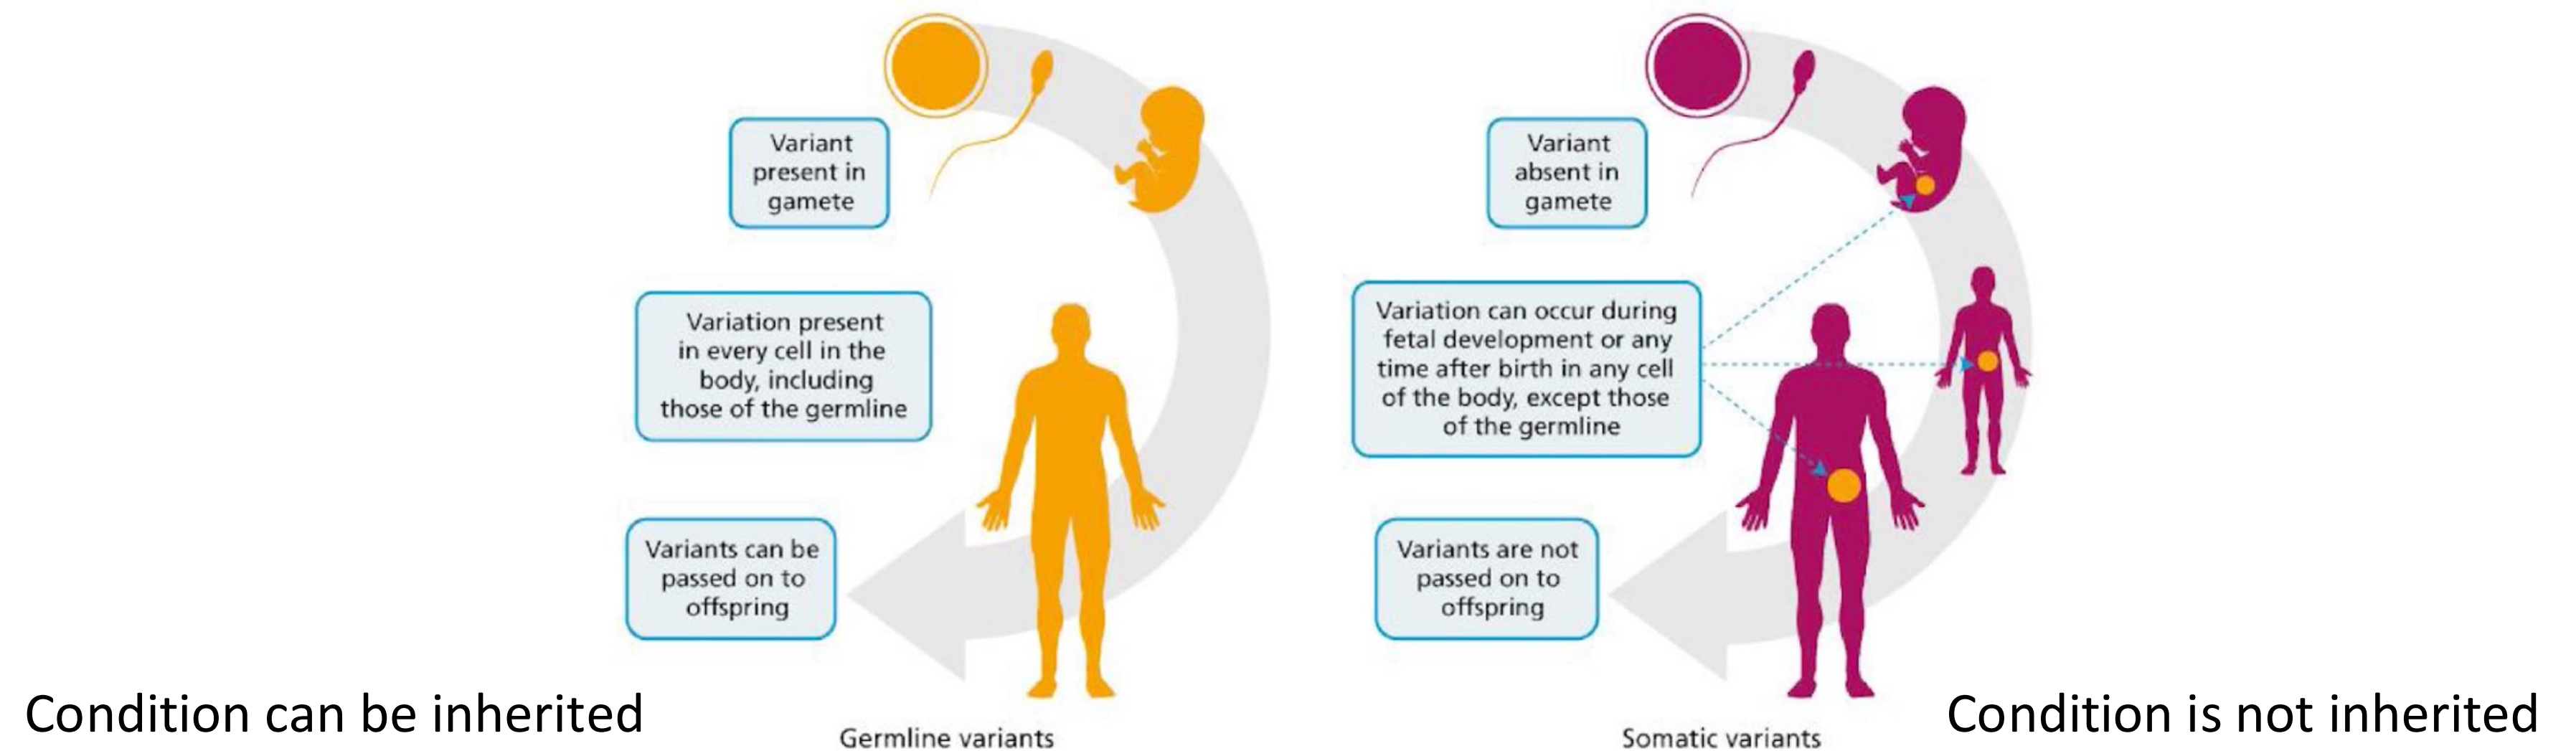 Variant
present in
gamete
Variation present
in every cell in the
body, including
those of the germline
Variants can be
passed on to
offspring
Condition can be inherited
Germline variants
Variant
absent in
gamete
Variation can occur during
fetal development or any
time after birth in any cell
of the body, except those
of the germline
Variants are not
passed on to
offspring
Somatic variants
Condition is not inherited